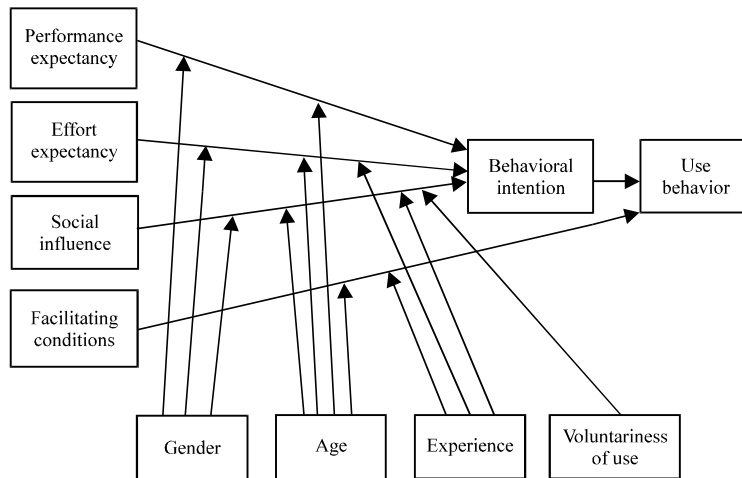 Performance
expectancy
Effort
expectancy
Social
influence
Facilitating
conditions
Behavioral
intention
Use
behavior
Gender
Age
Experience
Voluntariness
of use